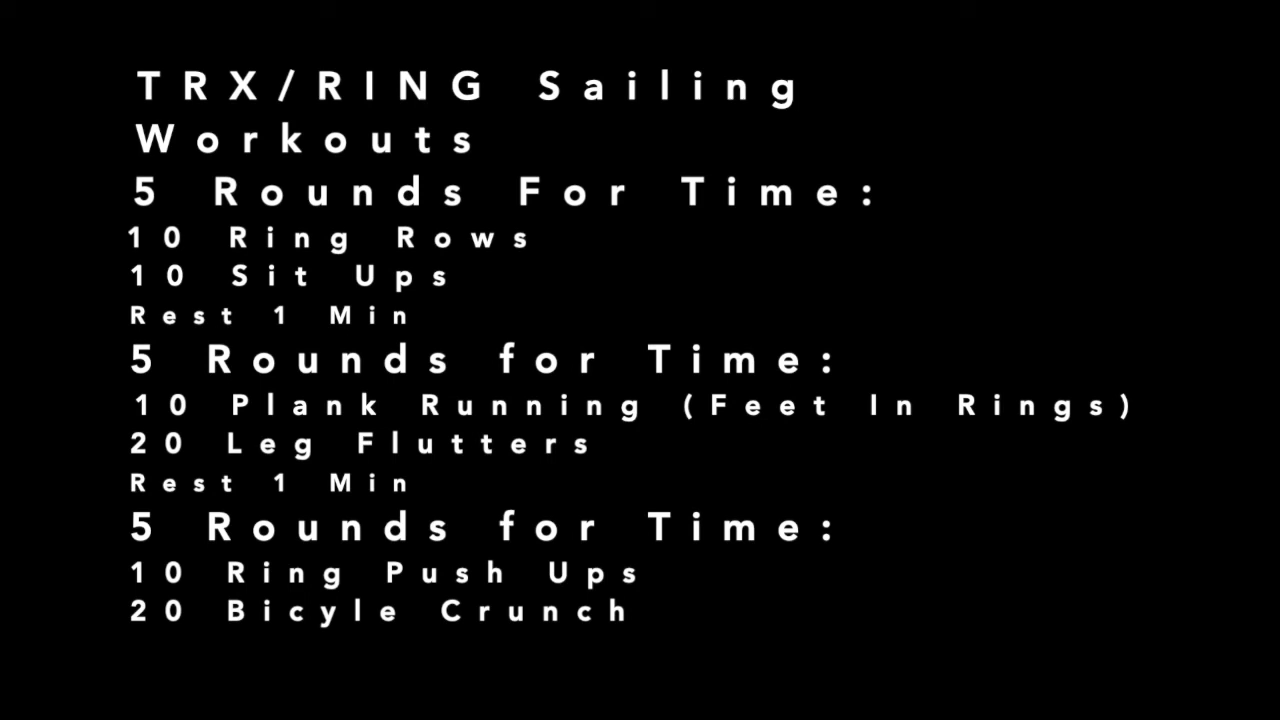 TRX/RING Sailing
Workouts
5 Rounds For Time:
10 Ring Rows
10 Sit Ups
Rest 1 Min
5 Rounds for Time:
10 Plank Running (Feet In Rings)
20 Leg Flutters
Rest 1 Min
5 Rounds for Time:
10 Ring Push Ups
20 Bicyle Crunch